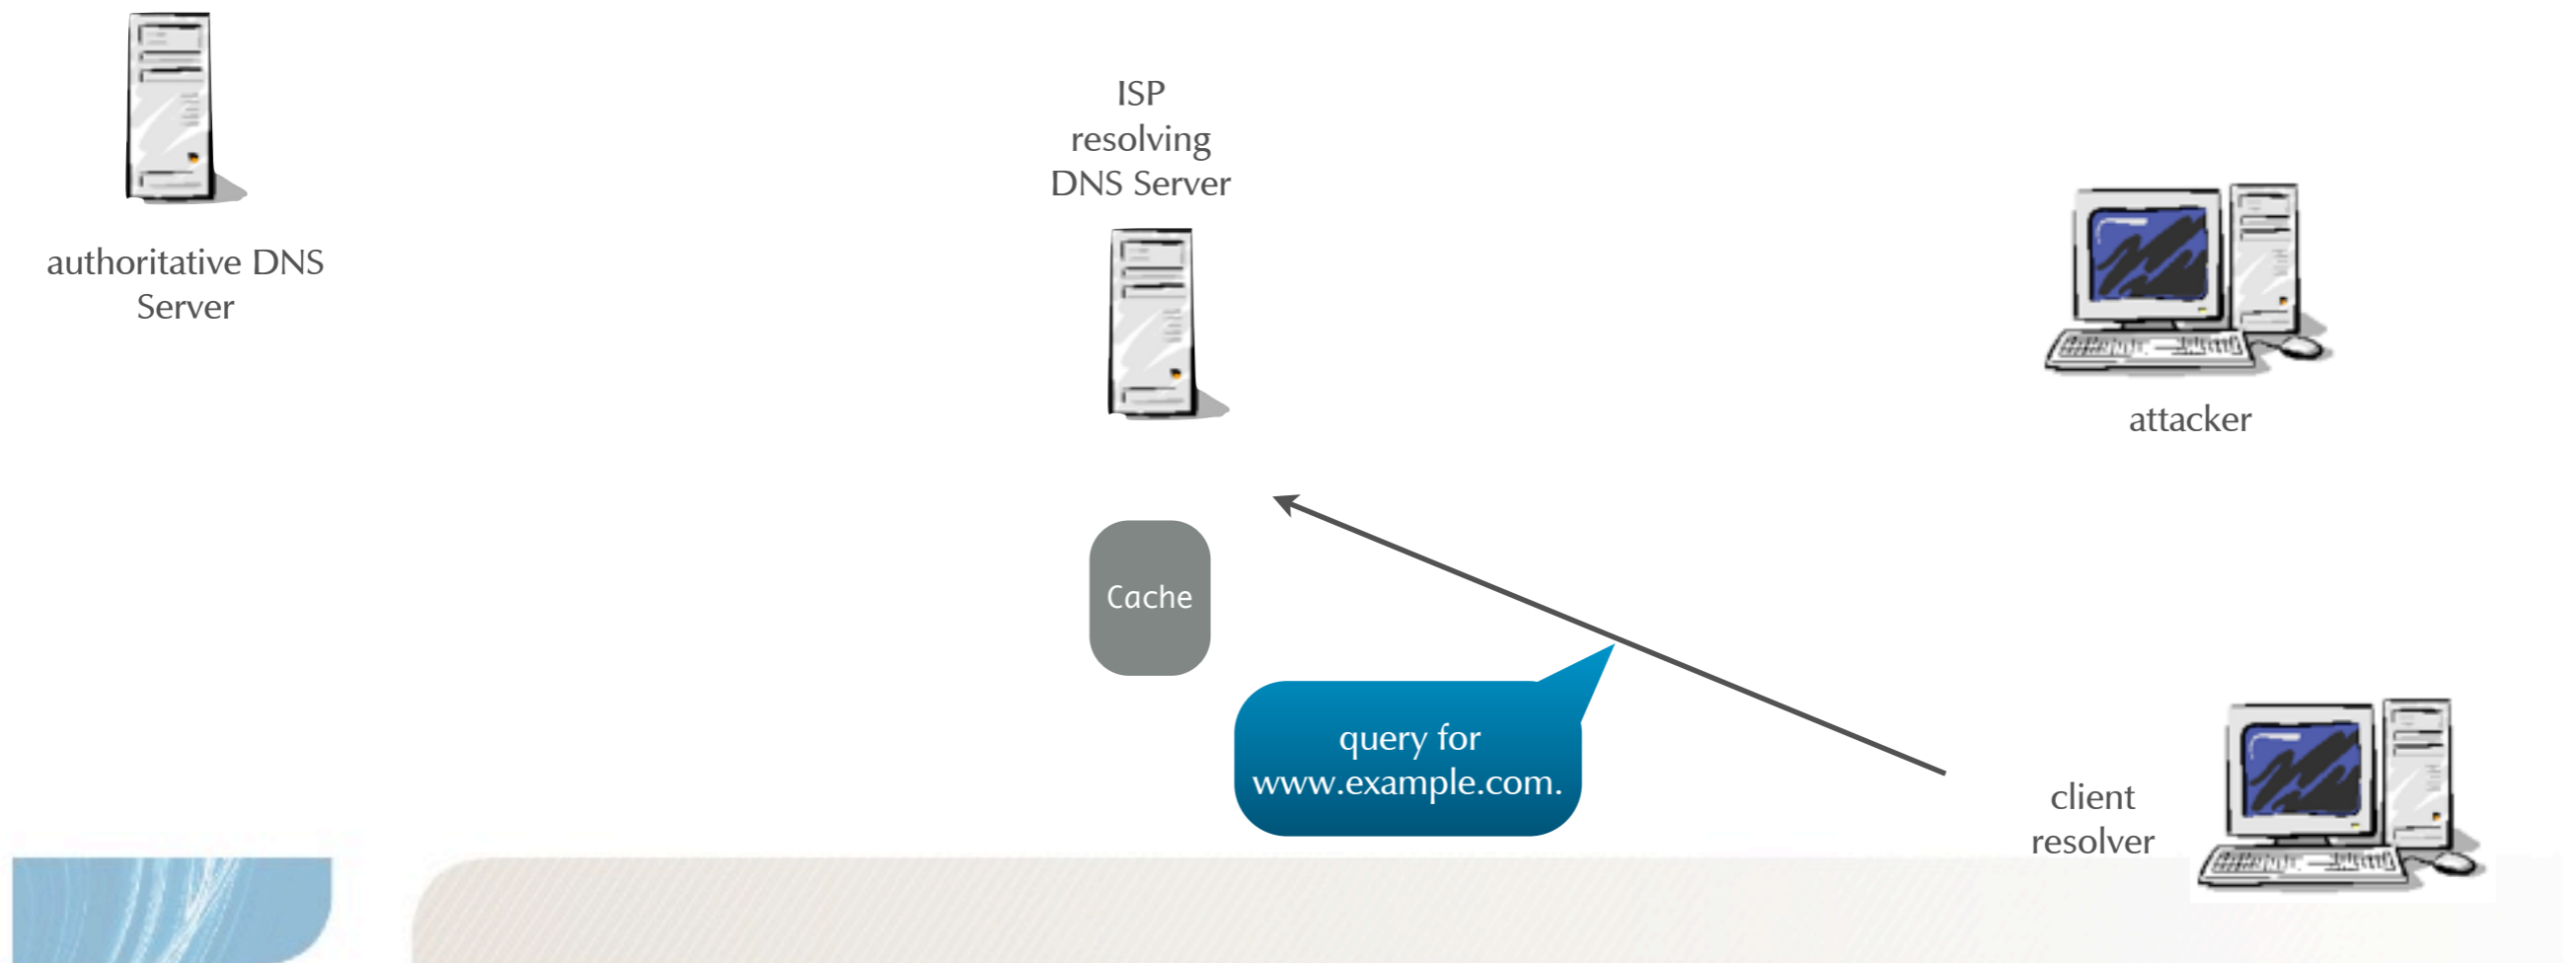 ISP
resolving
DNS Server
authoritative DNS
Server
attacker
Cache
query for
www.example.com.
client
resolver